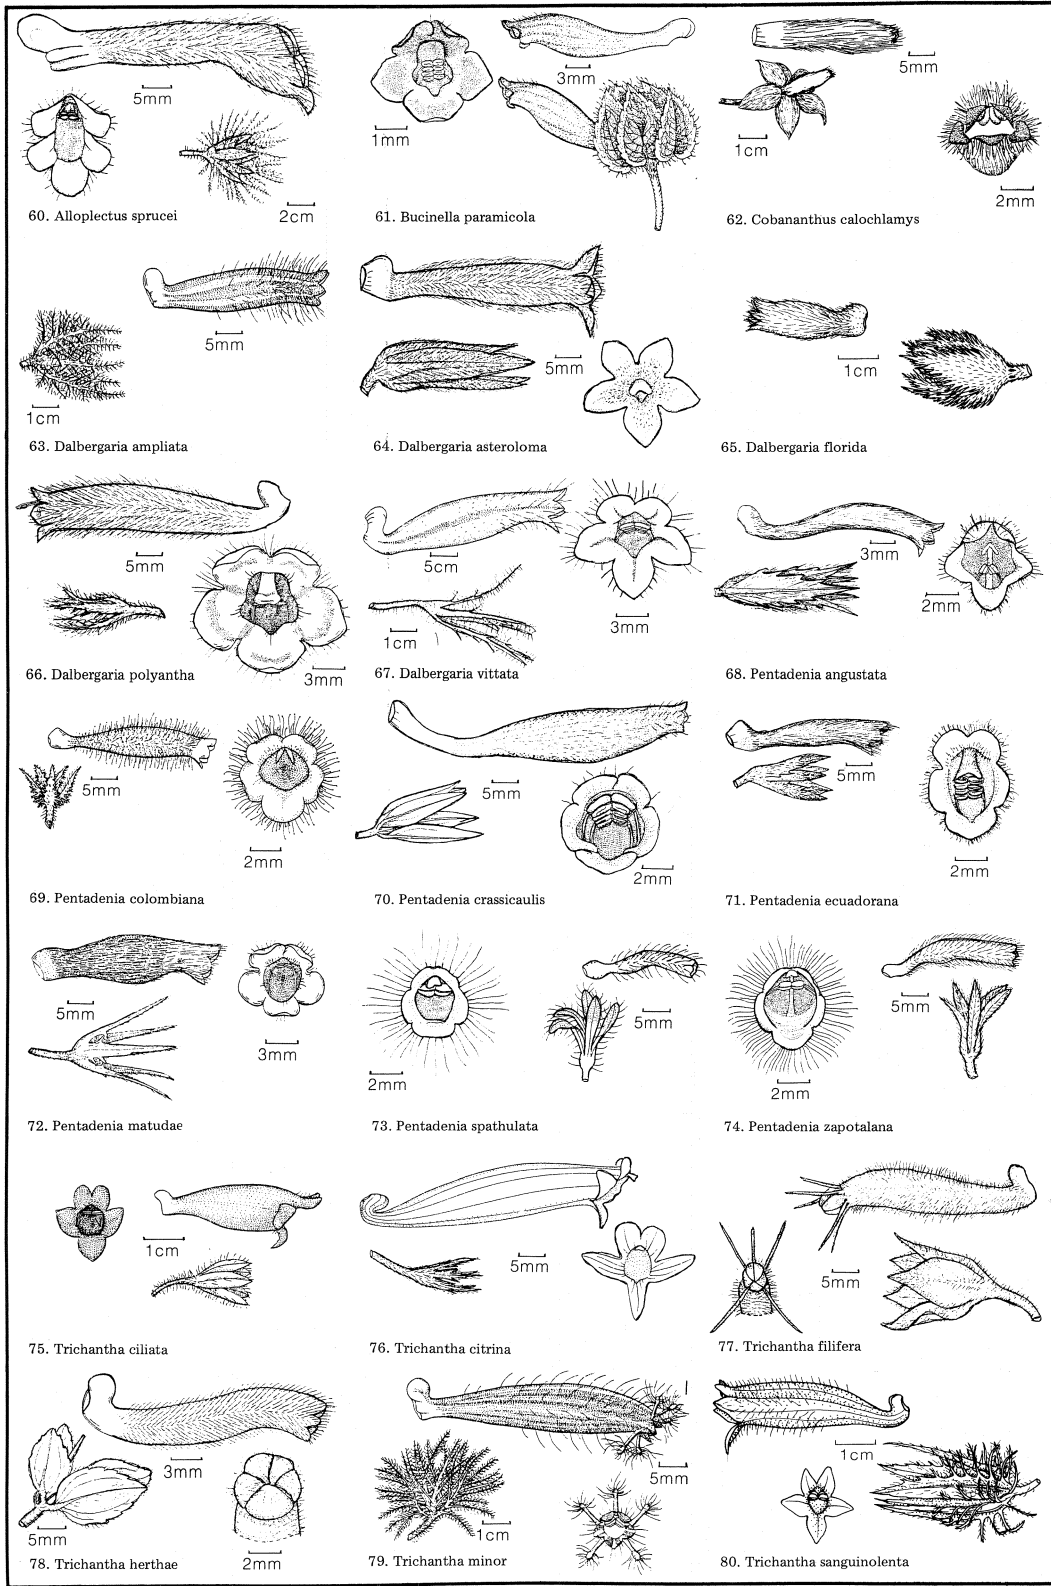 5mm
2cm
60. Alloplectus sprucei
1mm
3mm
61. Bucinella paramicola
5mm
1cm
2mm
62. Cobananthus calochlamys
5mm
1cm
63. Dalbergaria ampliata
5mm
64. Dalbergaria asteroloma
1cm
65. Dalbergaria florida
5mm
3mm
66. Dalbergaria polyantha
5cm
1cm
3mm
67. Dalbergaria vittata
3mm
2mm
68. Pentadenia angustata
5mm
2mm
69. Pentadenia colombiana
5mm
2mm
70. Pentadenia crassicaulis
5mm
2mm
71. Pentadenia ecuadorana
5mm
3mm
72. Pentadenia matudae
2mm
5mm
73. Pentadenia spathulata
2mm
5mm
74. Pentadenia zapotalana
1cm
75. Trichantha ciliata
5mm
76. Trichantha citrina
5mm
77. Trichantha filifera
3mm
5mm
2mm
78. Trichantha herthae
5mm
1cm
79. Trichantha minor
1cm
80. Trichantha sanguinolenta